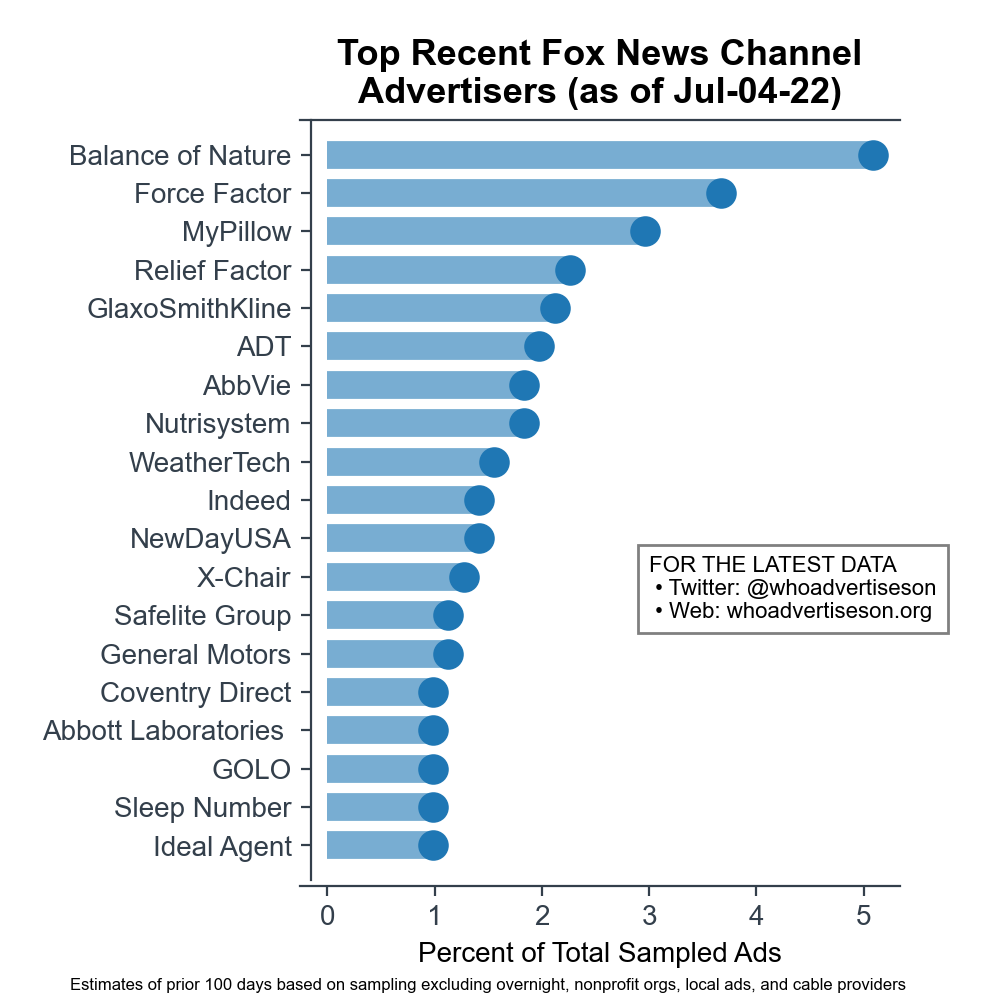 Top Recent Fox News Channel
Advertisers (as of Jul-04-22)
Balance of Nature
Force Factor
MyPillow
Relief Factor
GlaxoSmithKline
ADT
AbbVie
Nutrisystem
WeatherTech
Indeed
NewDayUSA
X-Chair
Safelite Group
General Motors
Coventry Direct
Abbott Laboratories
GOLO
Sleep Number
Ideal Agent
FOR THE LATEST DATA
• Twitter: @whoadvertiseson
• Web: whoadvertiseson.org
0 1 2 3 4 5
Percent of Total Sampled Ads
Estimates of prior 100 days based on sampling excluding overnight, nonprofit orgs, local ads, and cable providers